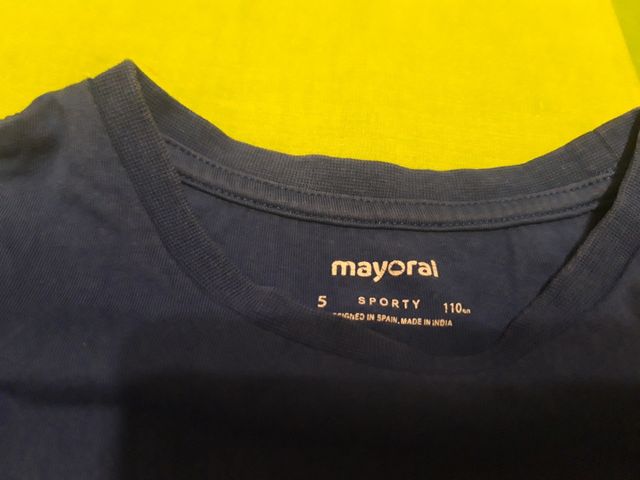 mayoral
5 SPORTY 110cm
DESIGNED IN SPAIN. MADE IN INDIA